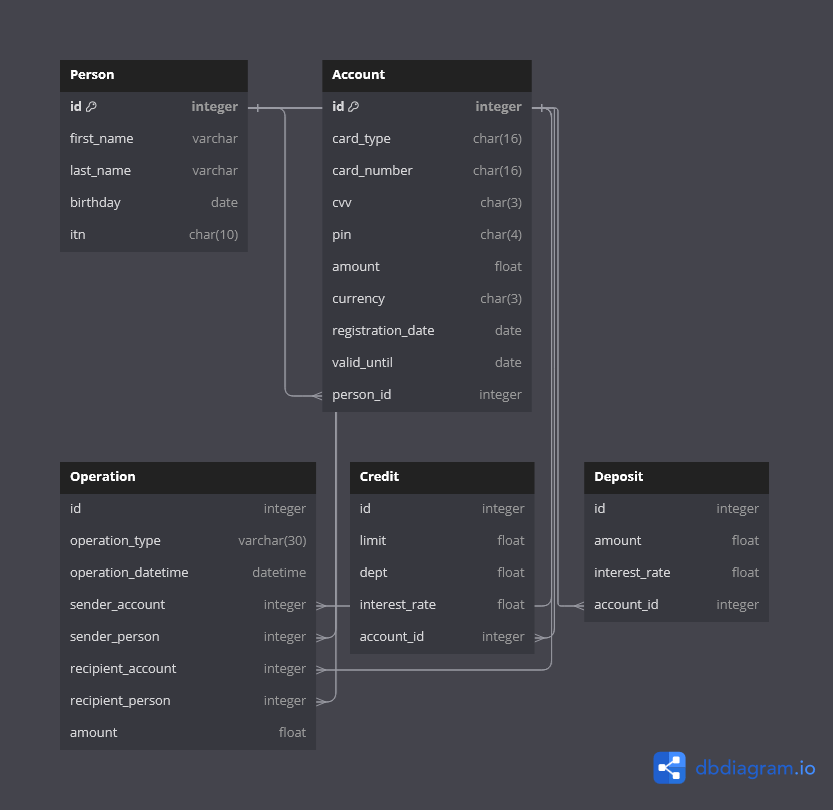 Person
id integer
first_name varchar
last_name varchar
birthday date
itn char(10)
Account
id integer
card_type char(16)
card_number char(16)
cvv char(3)
pin char(4)
amount float
currency char(3)
registration_date date
valid_until date
person_id integer
Operation
id integer
operation_type varchar(30)
operation_datetime datetime
sender_account integer
sender_person integer
recipient_account integer
recipient_person integer
amount float
Credit
id integer
limit float
dept float
interest_rate float
account_id integer
Deposit
id integer
amount float
interest_rate float
account_id integer
dbdiagram.io